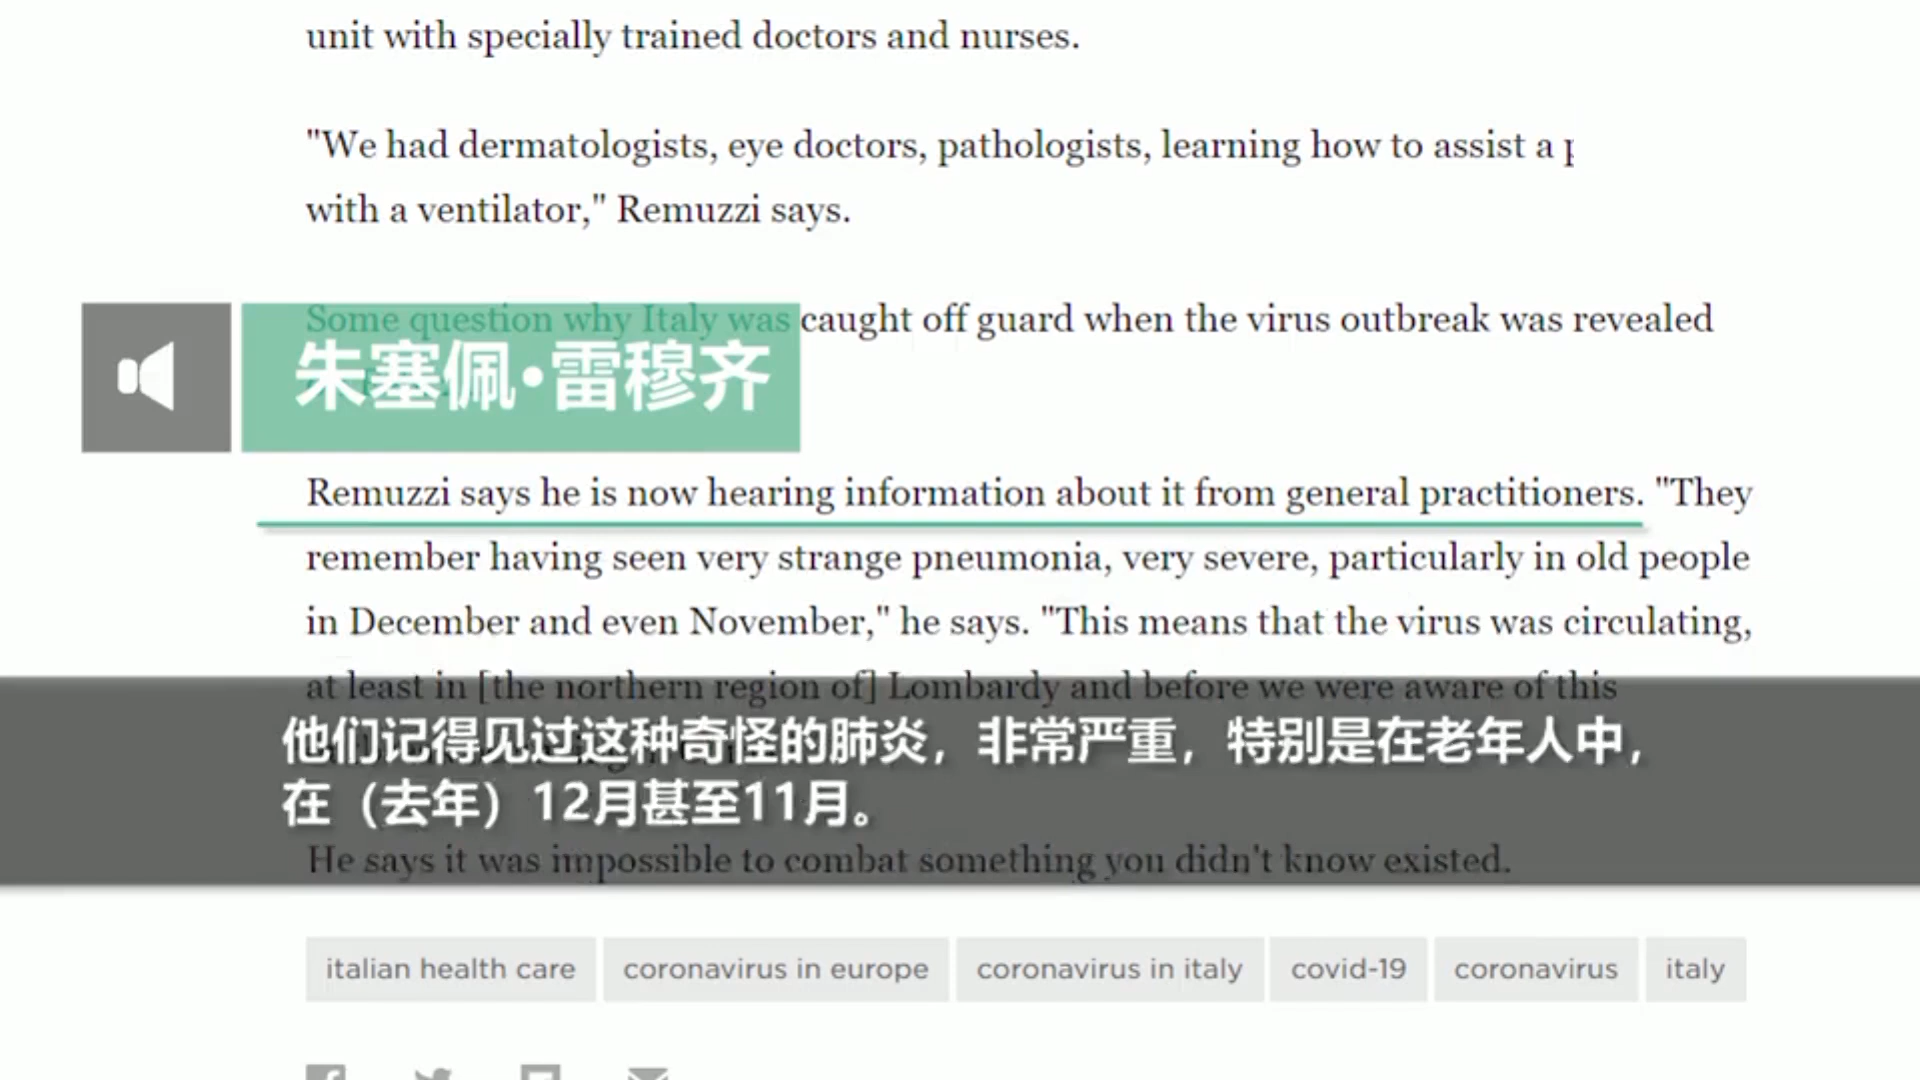 unit with specially trained doctors and nurses.
"We had dermatologists, eye doctors, pathologists, learning how to assist a
with a ventilator," Remuzzi says.
Some question why Italy was caught off guard when the virus outbreak was revealed
朱塞佩•雷穆齐
Remuzzi says he is now hearing information about it from general practitioners. "They
remember having seen very strange pneumonia, very severe, particularly in old people
in December and even November," he says. "This means that the virus was circulating,
at least in [the northern region of] Lombardy and before we were aware of this
他们记得见过这种奇怪的肺炎，非常严重，特别是在老年人中，
在（去年）12月甚至11月。
He says it was impossible to combat something you didn't know existed.
italian health care coronavirus in europe coronavirus in italy covid-19 coronavirus italy